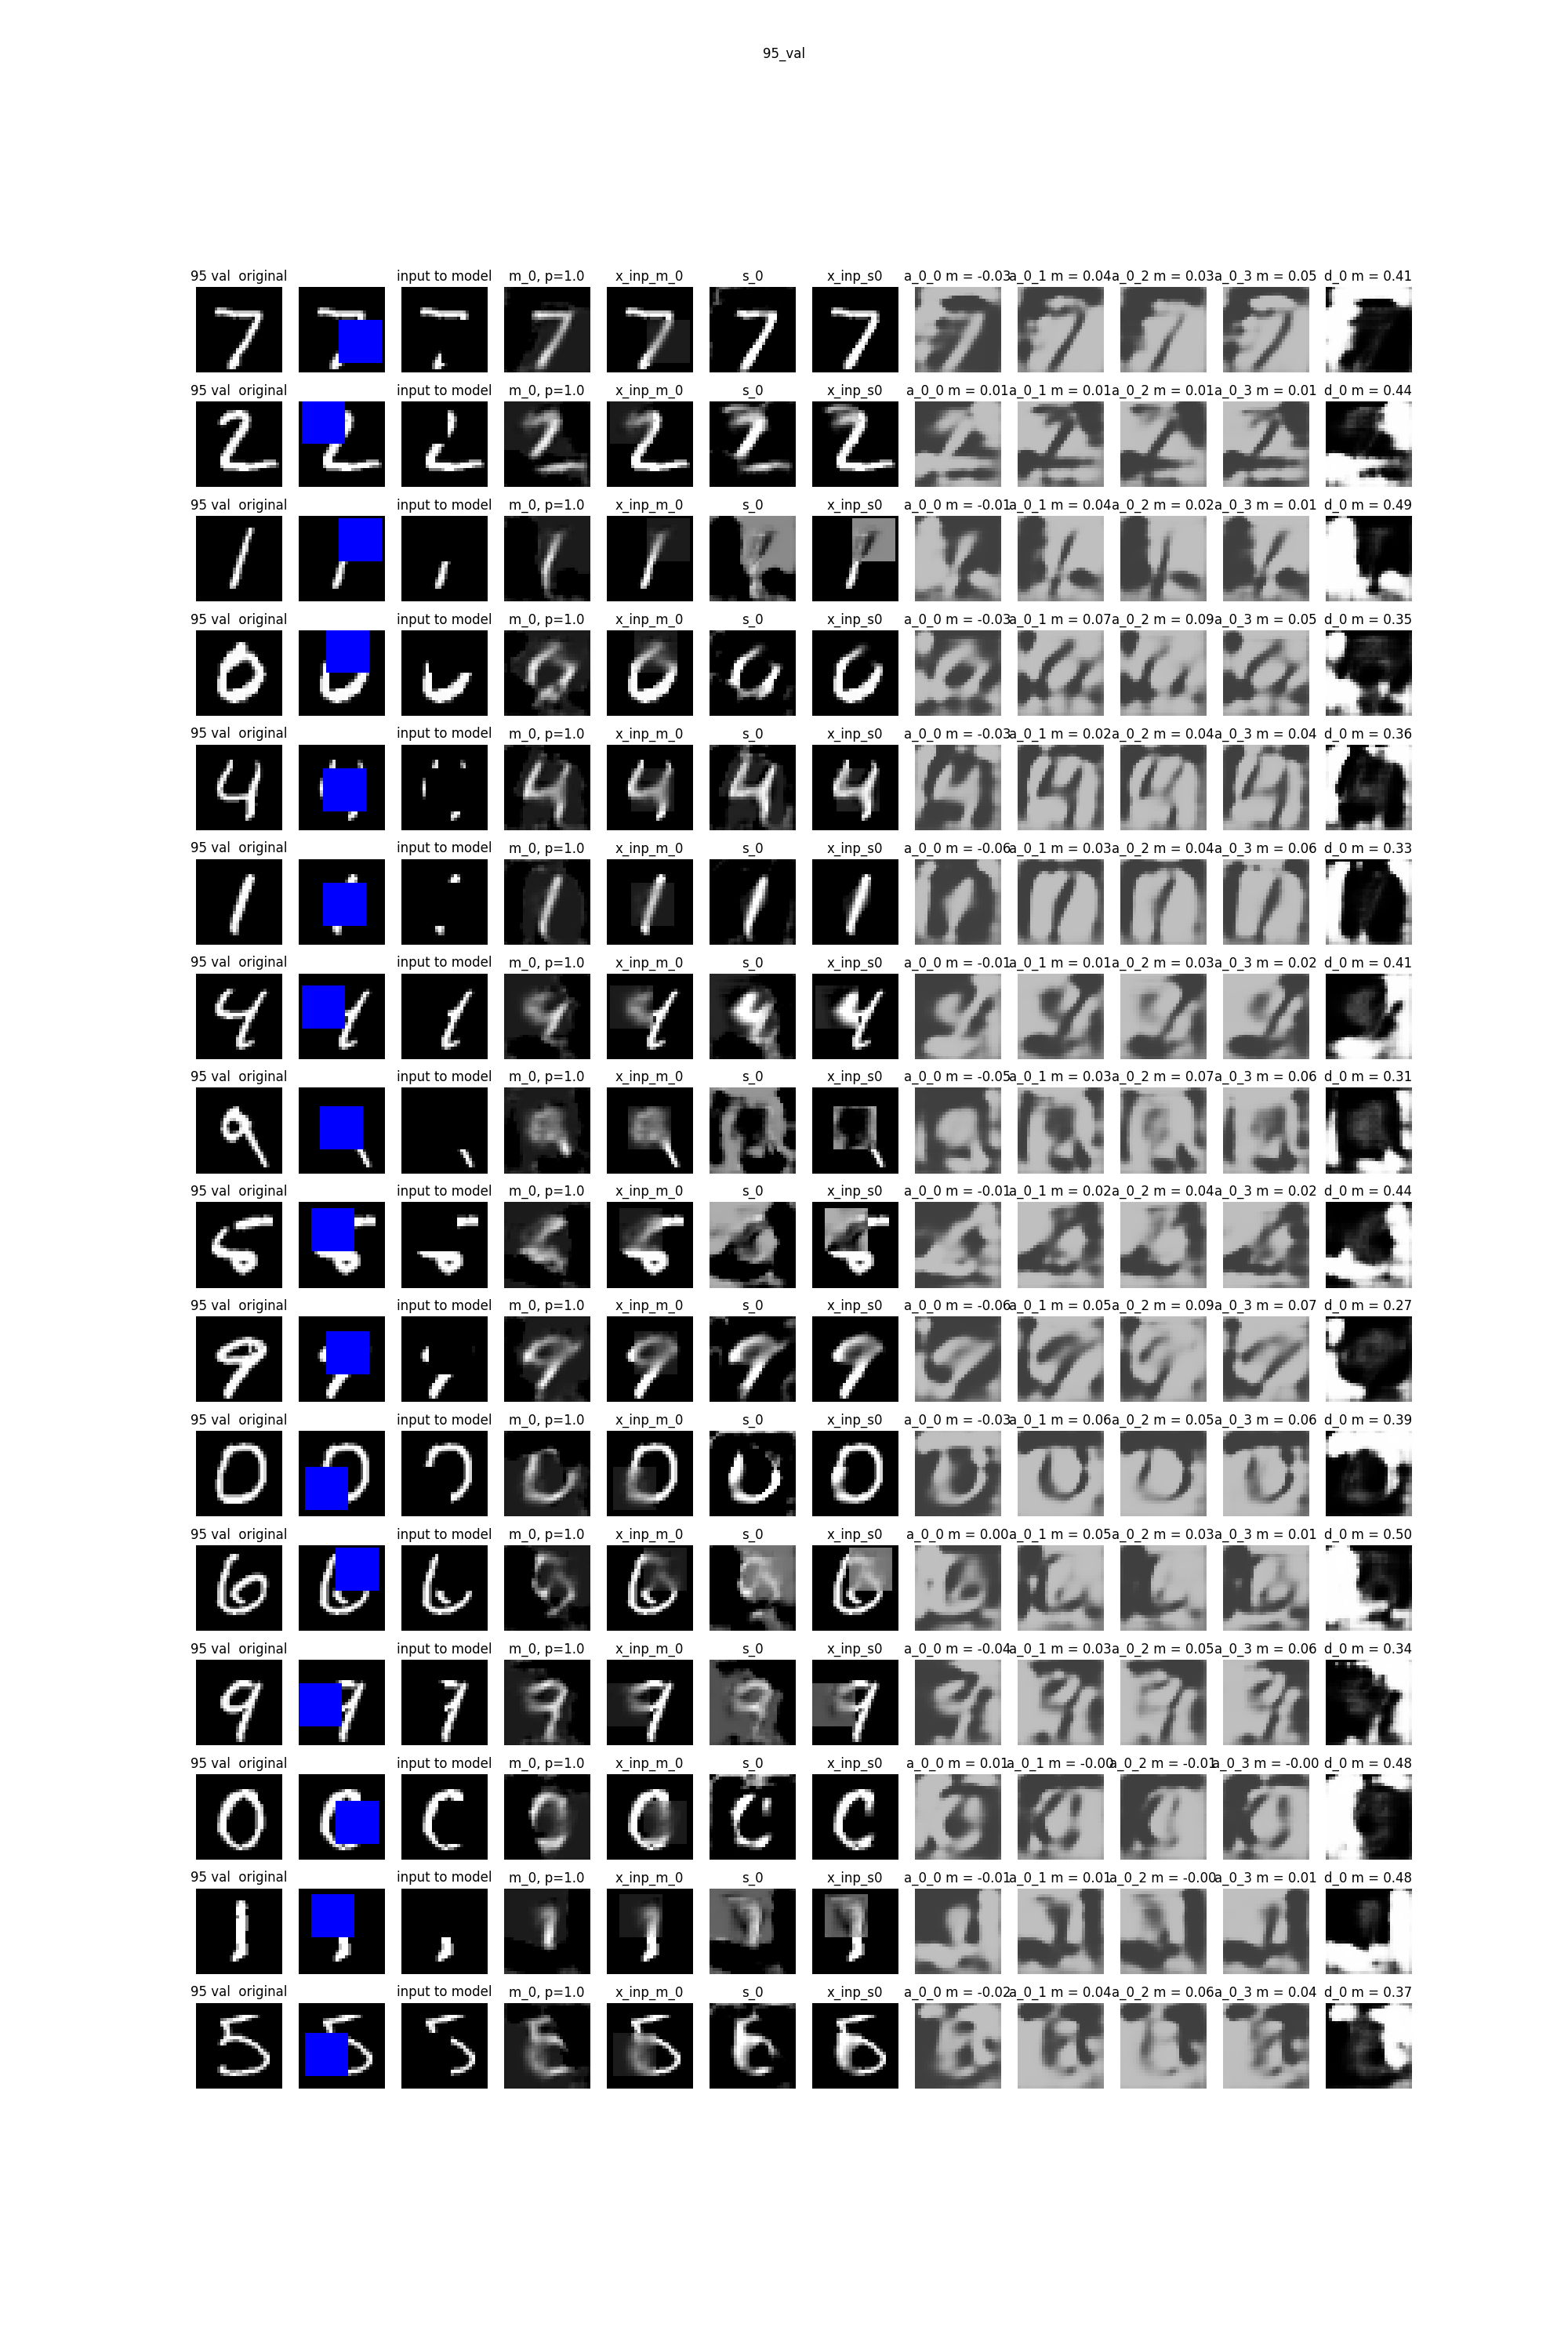 95_val
95 val original input to model m_0, p=1.0 x_inp_m_0 s_0 x_inp_s0 a_0_0 m = -0.03 a_0_1 m = 0.04 a_0_2 m = 0.03 a_0_3 m = 0.05 d_0 m = 0.41
95 val original input to model m_0, p=1.0 x_inp_m_0 s_0 x_inp_s0 a_0_0 m = 0.01 a_0_1 m = 0.01 a_0_2 m = 0.01 a_0_3 m = 0.01 d_0 m = 0.44
95 val original input to model m_0, p=1.0 x_inp_m_0 s_0 x_inp_s0 a_0_0 m = -0.01 a_0_1 m = 0.04 a_0_2 m = 0.02 a_0_3 m = 0.01 d_0 m = 0.49
95 val original input to model m_0, p=1.0 x_inp_m_0 s_0 x_inp_s0 a_0_0 m = -0.03 a_0_1 m = 0.07 a_0_2 m = 0.09 a_0_3 m = 0.05 d_0 m = 0.35
95 val original input to model m_0, p=1.0 x_inp_m_0 s_0 x_inp_s0 a_0_0 m = -0.03 a_0_1 m = 0.02 a_0_2 m = 0.04 a_0_3 m = 0.04 d_0 m = 0.36
95 val original input to model m_0, p=1.0 x_inp_m_0 s_0 x_inp_s0 a_0_0 m = -0.06 a_0_1 m = 0.03 a_0_2 m = 0.04 a_0_3 m = 0.06 d_0 m = 0.33
95 val original input to model m_0, p=1.0 x_inp_m_0 s_0 x_inp_s0 a_0_0 m = -0.01 a_0_1 m = 0.01 a_0_2 m = 0.03 a_0_3 m = 0.02 d_0 m = 0.41
95 val original input to model m_0, p=1.0 x_inp_m_0 s_0 x_inp_s0 a_0_0 m = -0.05 a_0_1 m = 0.03 a_0_2 m = 0.07 a_0_3 m = 0.06 d_0 m = 0.31
95 val original input to model m_0, p=1.0 x_inp_m_0 s_0 x_inp_s0 a_0_0 m = -0.01 a_0_1 m = 0.02 a_0_2 m = 0.04 a_0_3 m = 0.02 d_0 m = 0.44
95 val original input to model m_0, p=1.0 x_inp_m_0 s_0 x_inp_s0 a_0_0 m = -0.06 a_0_1 m = 0.05 a_0_2 m = 0.09 a_0_3 m = 0.07 d_0 m = 0.27
95 val original input to model m_0, p=1.0 x_inp_m_0 s_0 x_inp_s0 a_0_0 m = -0.03 a_0_1 m = 0.06 a_0_2 m = 0.05 a_0_3 m = 0.06 d_0 m = 0.39
95 val original input to model m_0, p=1.0 x_inp_m_0 s_0 x_inp_s0 a_0_0 m = 0.00 a_0_1 m = 0.05 a_0_2 m = 0.03 a_0_3 m = 0.01 d_0 m = 0.50
95 val original input to model m_0, p=1.0 x_inp_m_0 s_0 x_inp_s0 a_0_0 m = -0.04 a_0_1 m = 0.03 a_0_2 m = 0.05 a_0_3 m = 0.06 d_0 m = 0.34
95 val original input to model m_0, p=1.0 x_inp_m_0 s_0 x_inp_s0 a_0_0 m = 0.01 a_0_1 m = -0.00 a_0_2 m = -0.01 a_0_3 m = -0.00 d_0 m = 0.48
95 val original input to model m_0, p=1.0 x_inp_m_0 s_0 x_inp_s0 a_0_0 m = -0.01 a_0_1 m = 0.01 a_0_2 m = -0.00 a_0_3 m = 0.01 d_0 m = 0.48
95 val original input to model m_0, p=1.0 x_inp_m_0 s_0 x_inp_s0 a_0_0 m = -0.02 a_0_1 m = 0.04 a_0_2 m = 0.06 a_0_3 m = 0.04 d_0 m = 0.37